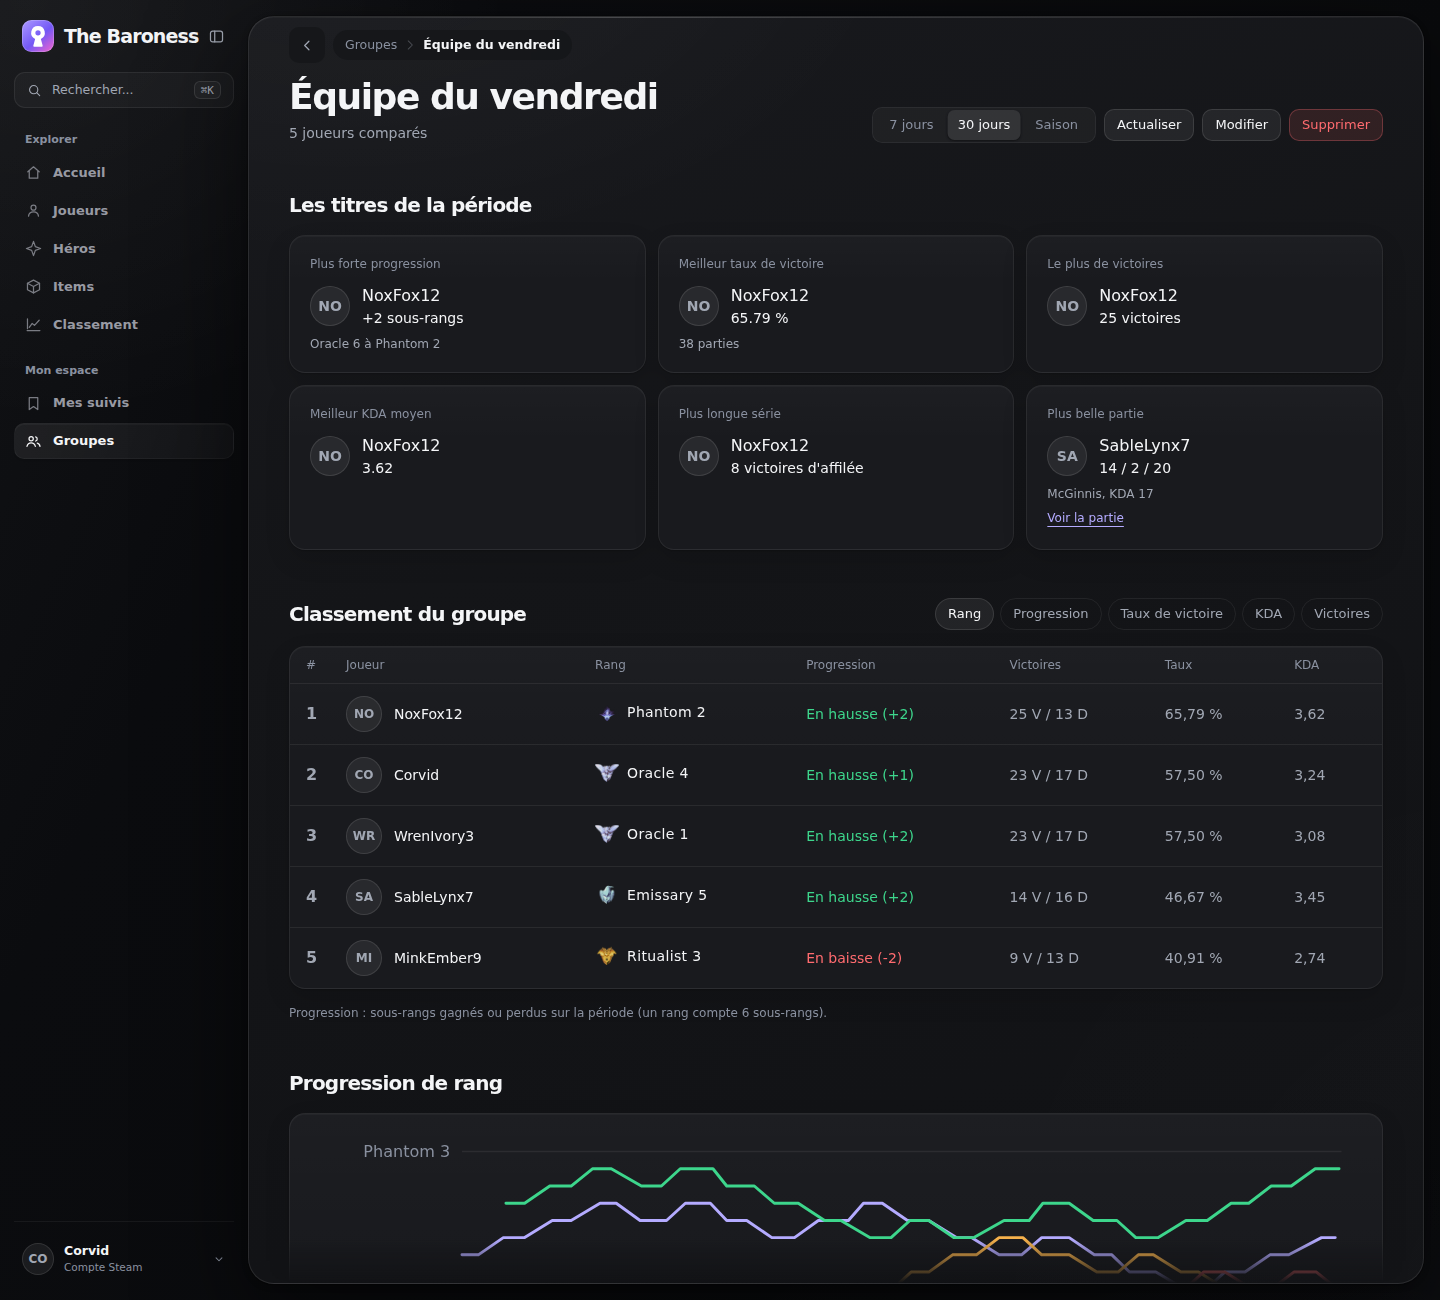 The Baroness
Rechercher...
⌘K
Explorer
Accueil
Joueurs
Héros
Items
Classement
Mon espace
Mes suivis
Groupes
CO
Corvid
Compte Steam
Groupes
Équipe du vendredi
Équipe du vendredi
5 joueurs comparés
7 jours
30 jours
Saison
Actualiser
Modifier
Supprimer
Les titres de la période
Plus forte progression
NO
NoxFox12
+2 sous-rangs
Oracle 6 à Phantom 2
Meilleur taux de victoire
NO
NoxFox12
65.79 %
38 parties
Le plus de victoires
NO
NoxFox12
25 victoires
Meilleur KDA moyen
NO
NoxFox12
3.62
Plus longue série
NO
NoxFox12
8 victoires d'affilée
Plus belle partie
SA
SableLynx7
14 / 2 / 20
McGinnis, KDA 17
Voir la partie
Classement du groupe
Rang
Progression
Taux de victoire
KDA
Victoires
# Joueur Rang Progression Victoires Taux KDA
1 NO NoxFox12 Phantom 2 En hausse (+2) 25 V / 13 D 65,79 % 3,62
2 CO Corvid Oracle 4 En hausse (+1) 23 V / 17 D 57,50 % 3,24
3 WR WrenIvory3 Oracle 1 En hausse (+2) 23 V / 17 D 57,50 % 3,08
4 SA SableLynx7 Emissary 5 En hausse (+2) 14 V / 16 D 46,67 % 3,45
5 MI MinkEmber9 Ritualist 3 En baisse (-2) 9 V / 13 D 40,91 % 2,74
Progression : sous-rangs gagnés ou perdus sur la période (un rang compte 6 sous-rangs).
Progression de rang
Phantom 3